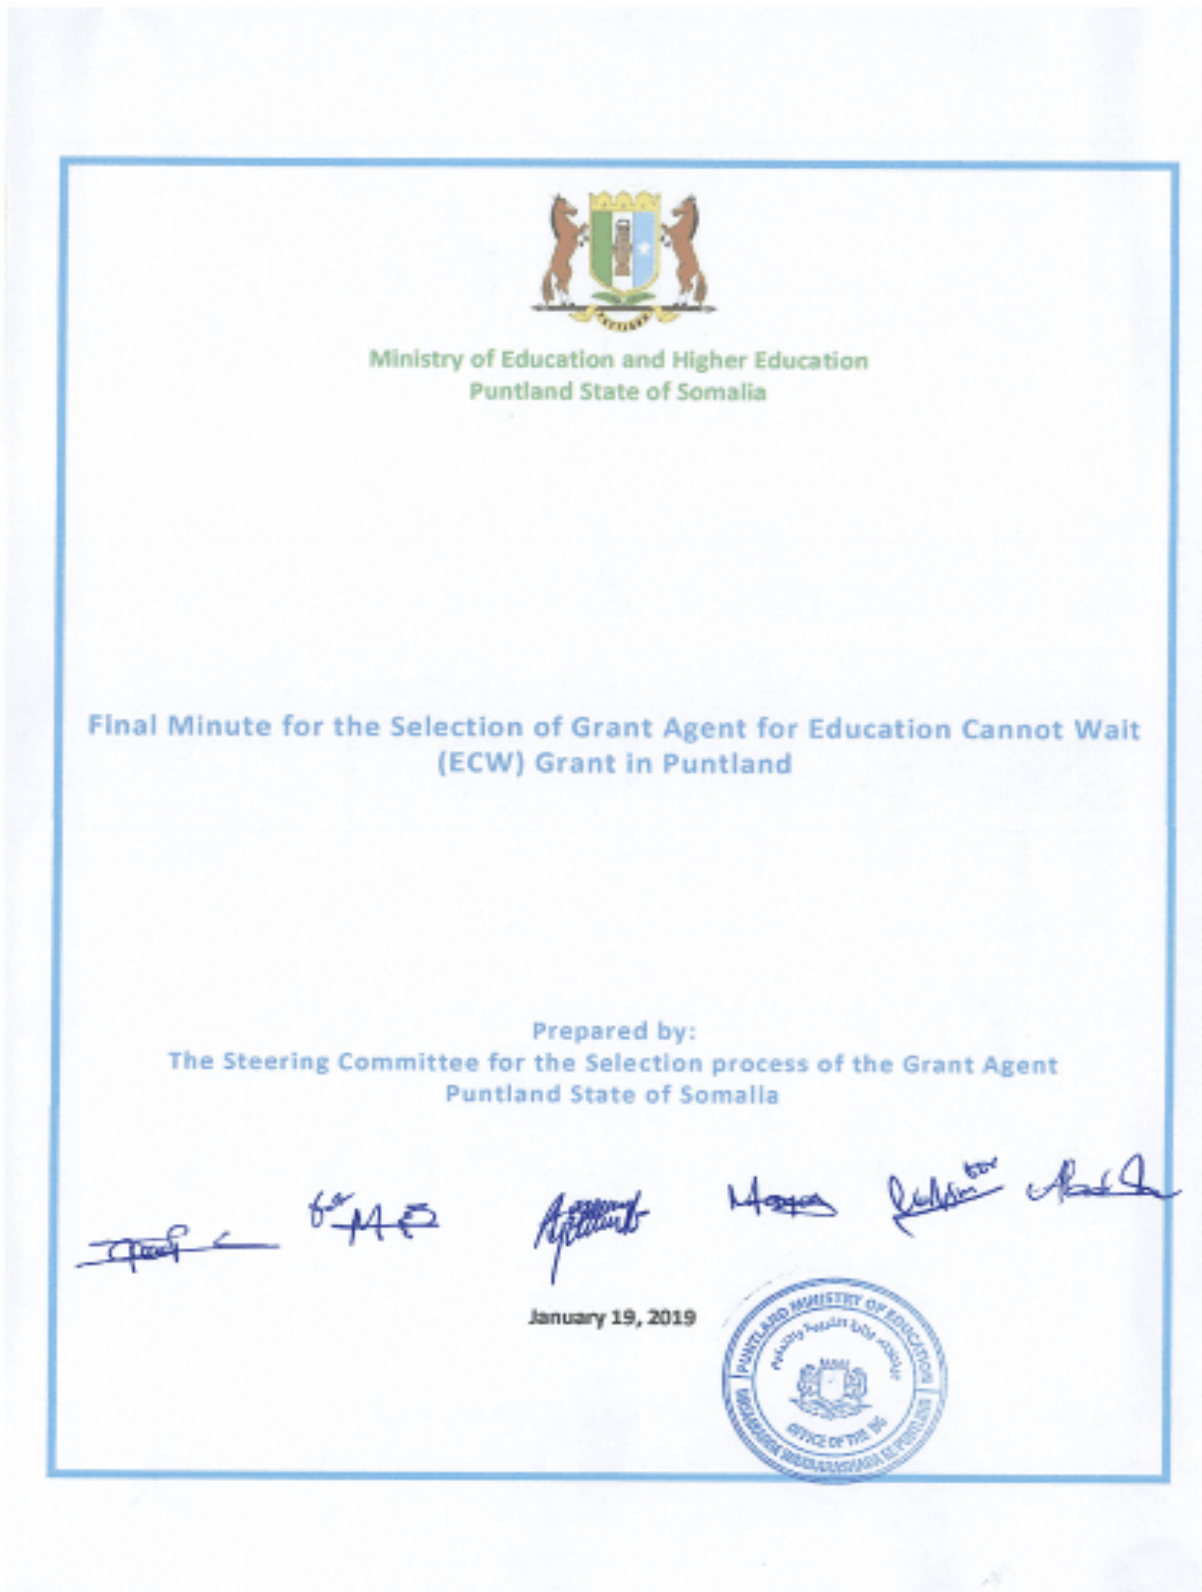 PUNTLAND
Ministry of Education and Higher Education
Puntland State of Somalia
Final Minute for the Selection of Grant Agent for Education Cannot Wait
(ECW) Grant in Puntland
Prepared by:
The Steering Committee for the Selection process of the Grant Agent
Puntland State of Somalia
January 19, 2019
PUNTLAND MINISTRY OF EDUCATION
OFFICE OF THE DG